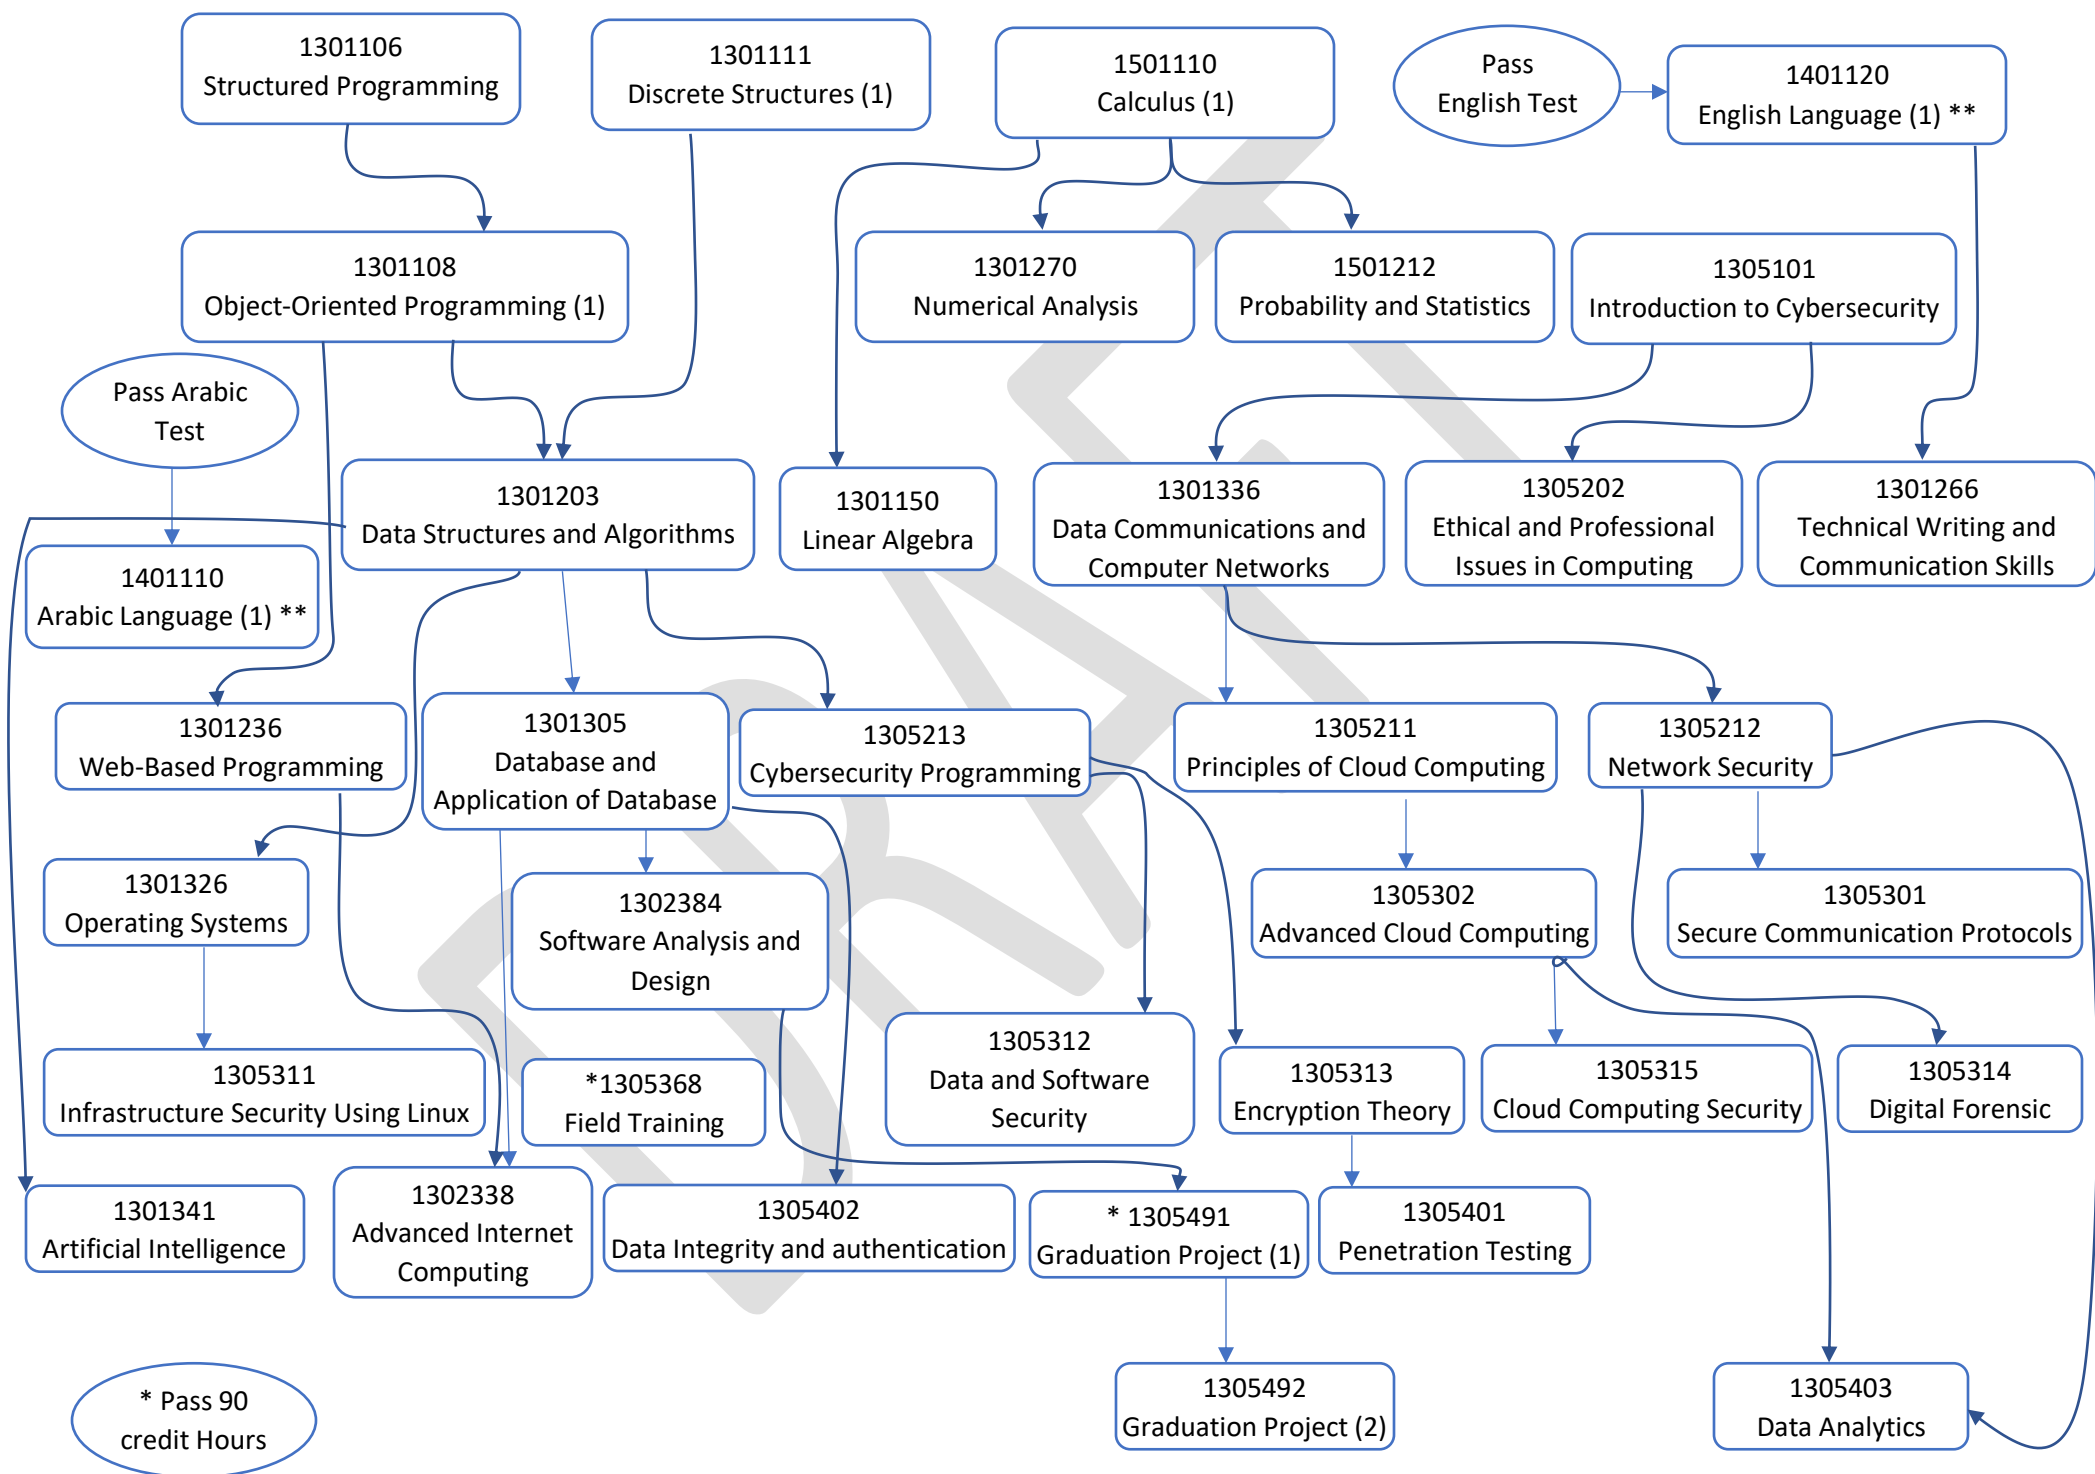 1301106
Structured Programming
1301111
Discrete Structures (1)
1501110
Calculus (1)
Pass
English Test
1401120
English Language (1) **
1301108
Object-Oriented Programming (1)
1301270
Numerical Analysis
1501212
Probability and Statistics
1305101
Introduction to Cybersecurity
Pass Arabic
Test
1301203
Data Structures and Algorithms
1301150
Linear Algebra
1301336
Data Communications and
Computer Networks
1305202
Ethical and Professional
Issues in Computing
1301266
Technical Writing and
Communication Skills
1401110
Arabic Language (1) **
1301236
Web-Based Programming
1301305
Database and
Application of Database
1305213
Cybersecurity Programming
1305211
Principles of Cloud Computing
1305212
Network Security
1301326
Operating Systems
1302384
Software Analysis and
Design
1305302
Advanced Cloud Computing
1305301
Secure Communication Protocols
1305311
Infrastructure Security Using Linux
*1305368
Field Training
1305312
Data and Software
Security
1305313
Encryption Theory
1305315
Cloud Computing Security
1305314
Digital Forensic
1301341
Artificial Intelligence
1302338
Advanced Internet
Computing
1305402
Data Integrity and authentication
* 1305491
Graduation Project (1)
1305401
Penetration Testing
* Pass 90
credit Hours
1305492
Graduation Project (2)
1305403
Data Analytics
DRAFT